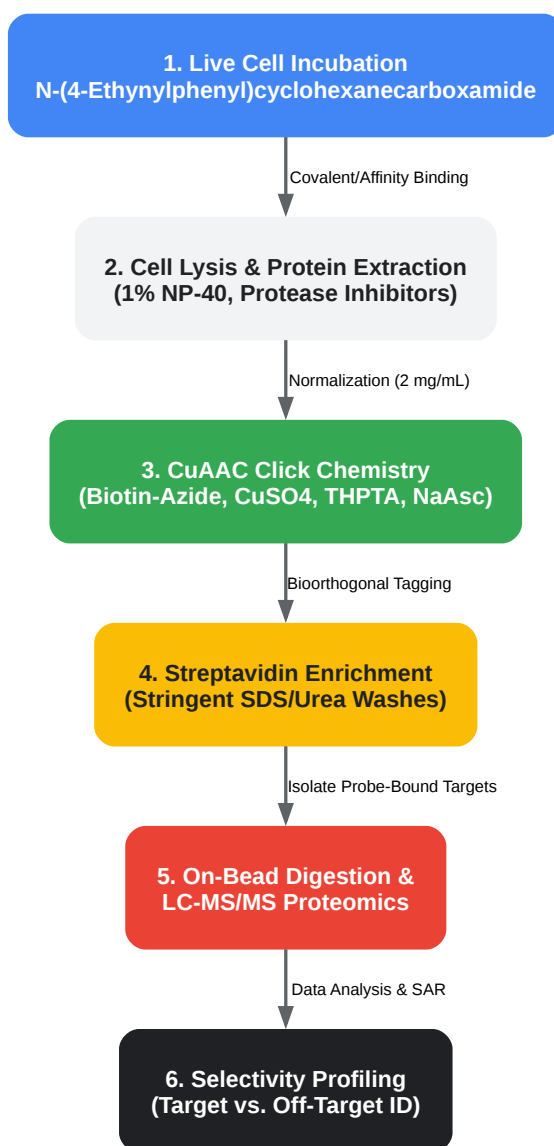 1. Live Cell Incubation
N-(4-Ethynylphenyl)cyclohexanecarboxamide
Covalent/Affinity Binding
2. Cell Lysis & Protein Extraction
(1% NP-40, Protease Inhibitors)
Normalization (2 mg/mL)
3. CuAAC Click Chemistry
(Biotin-Azide, CuSO4, THPTA, NaAsc)
Bioorthogonal Tagging
4. Streptavidin Enrichment
(Stringent SDS/Urea Washes)
Isolate Probe-Bound Targets
5. On-Bead Digestion &
LC-MS/MS Proteomics
Data Analysis & SAR
6. Selectivity Profiling
(Target vs. Off-Target ID)